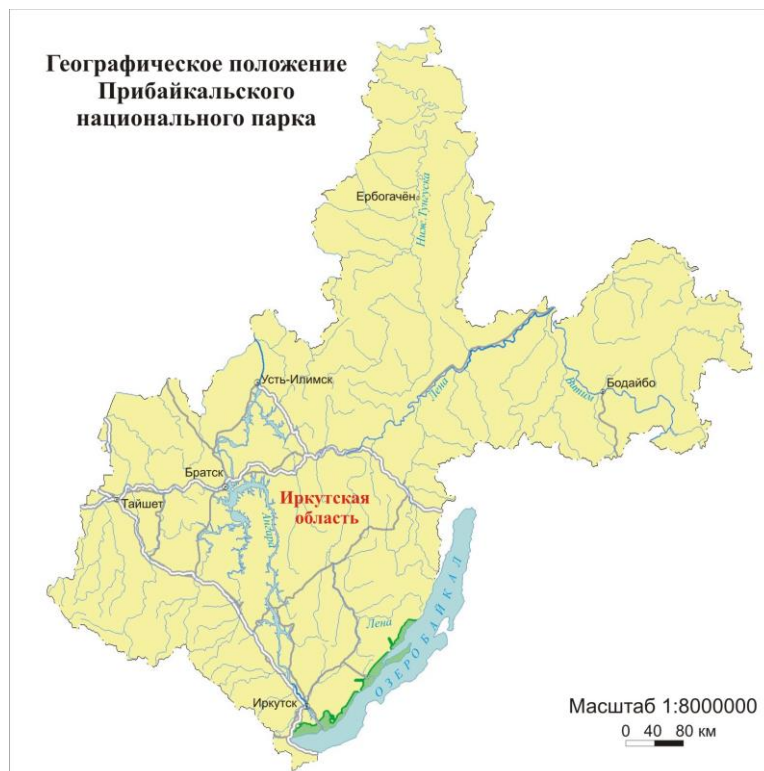 Географическое положение
Прибайкальского
национального парка
Ербогачён
Ниж.Тунгуска
Усть-Илимск
Лена
Витим
Бодайбо
Братск
Тайшет
Иркутская
область
Ангара
Лена
ОЗЕРО БАЙКАЛ
Иркутск
Масштаб 1:8000000
0 40 80 км